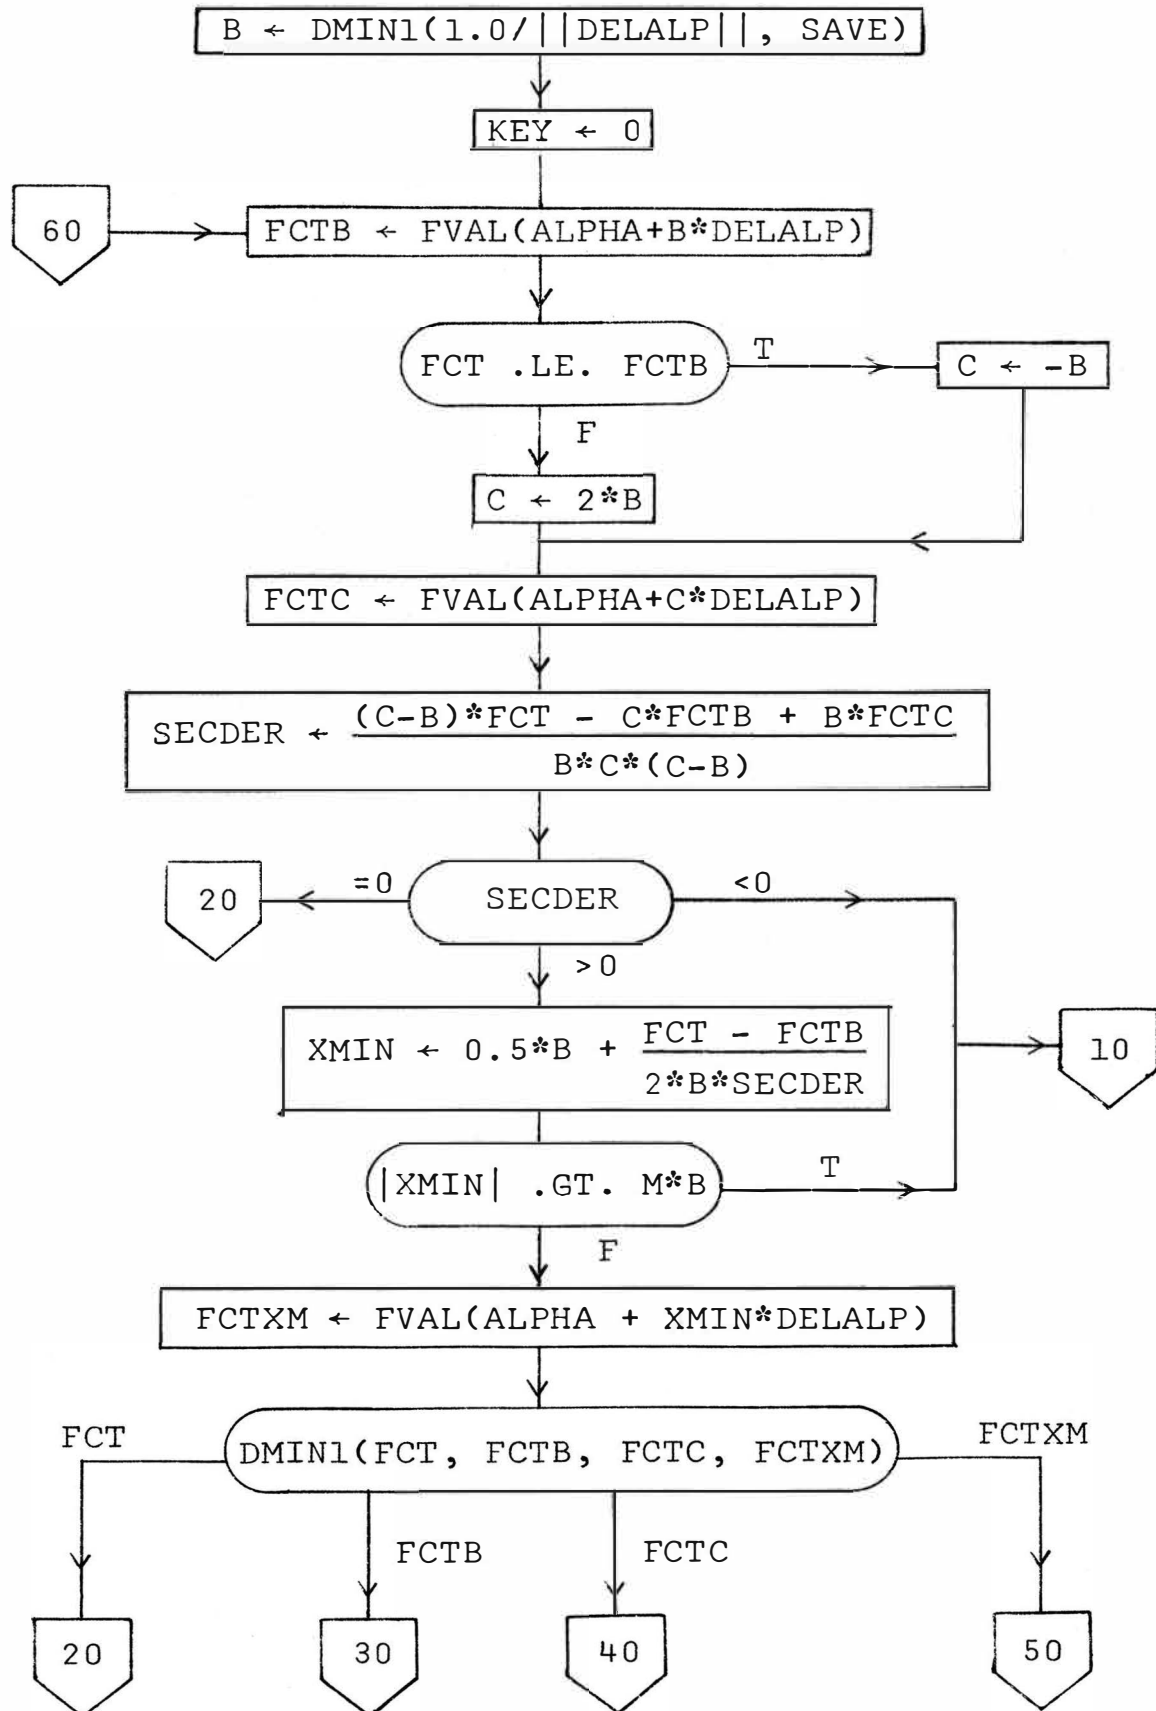 B ← DMIN1(1.0/||DELALP||, SAVE)
KEY ← 0
60
FCTB ← FVAL(ALPHA+B*DELALP)
FCT .LE. FCTB
T
C ← -B
F
C ← 2*B
FCTC ← FVAL(ALPHA+C*DELALP)
(C-B)*FCT - C*FCTB + B*FCTC
SECDER ←
B*C*(C-B)
20
=0
SECDER
<0
>0
FCT - FCTB
XMIN ← 0.5*B +
2*B*SECDER
10
|XMIN| .GT. M*B
T
F
FCTXM ← FVAL(ALPHA + XMIN*DELALP)
FCT
DMIN1(FCT, FCTB, FCTC, FCTXM)
FCTXM
FCTB
FCTC
20
30
40
50